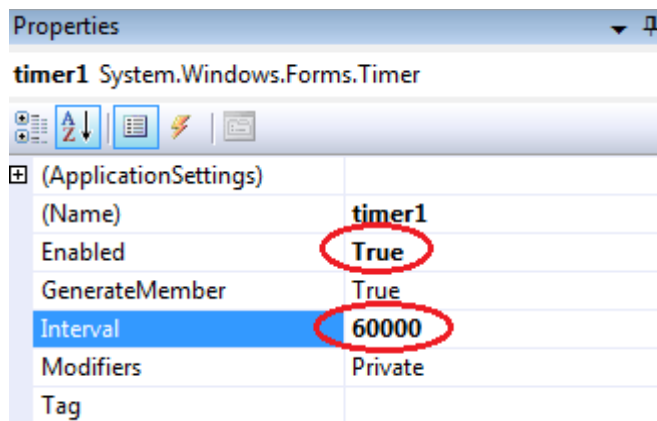 Properties
timer1 System.Windows.Forms.Timer
(ApplicationSettings)
(Name) timer1
Enabled True
GenerateMember True
Interval 60000
Modifiers Private
Tag